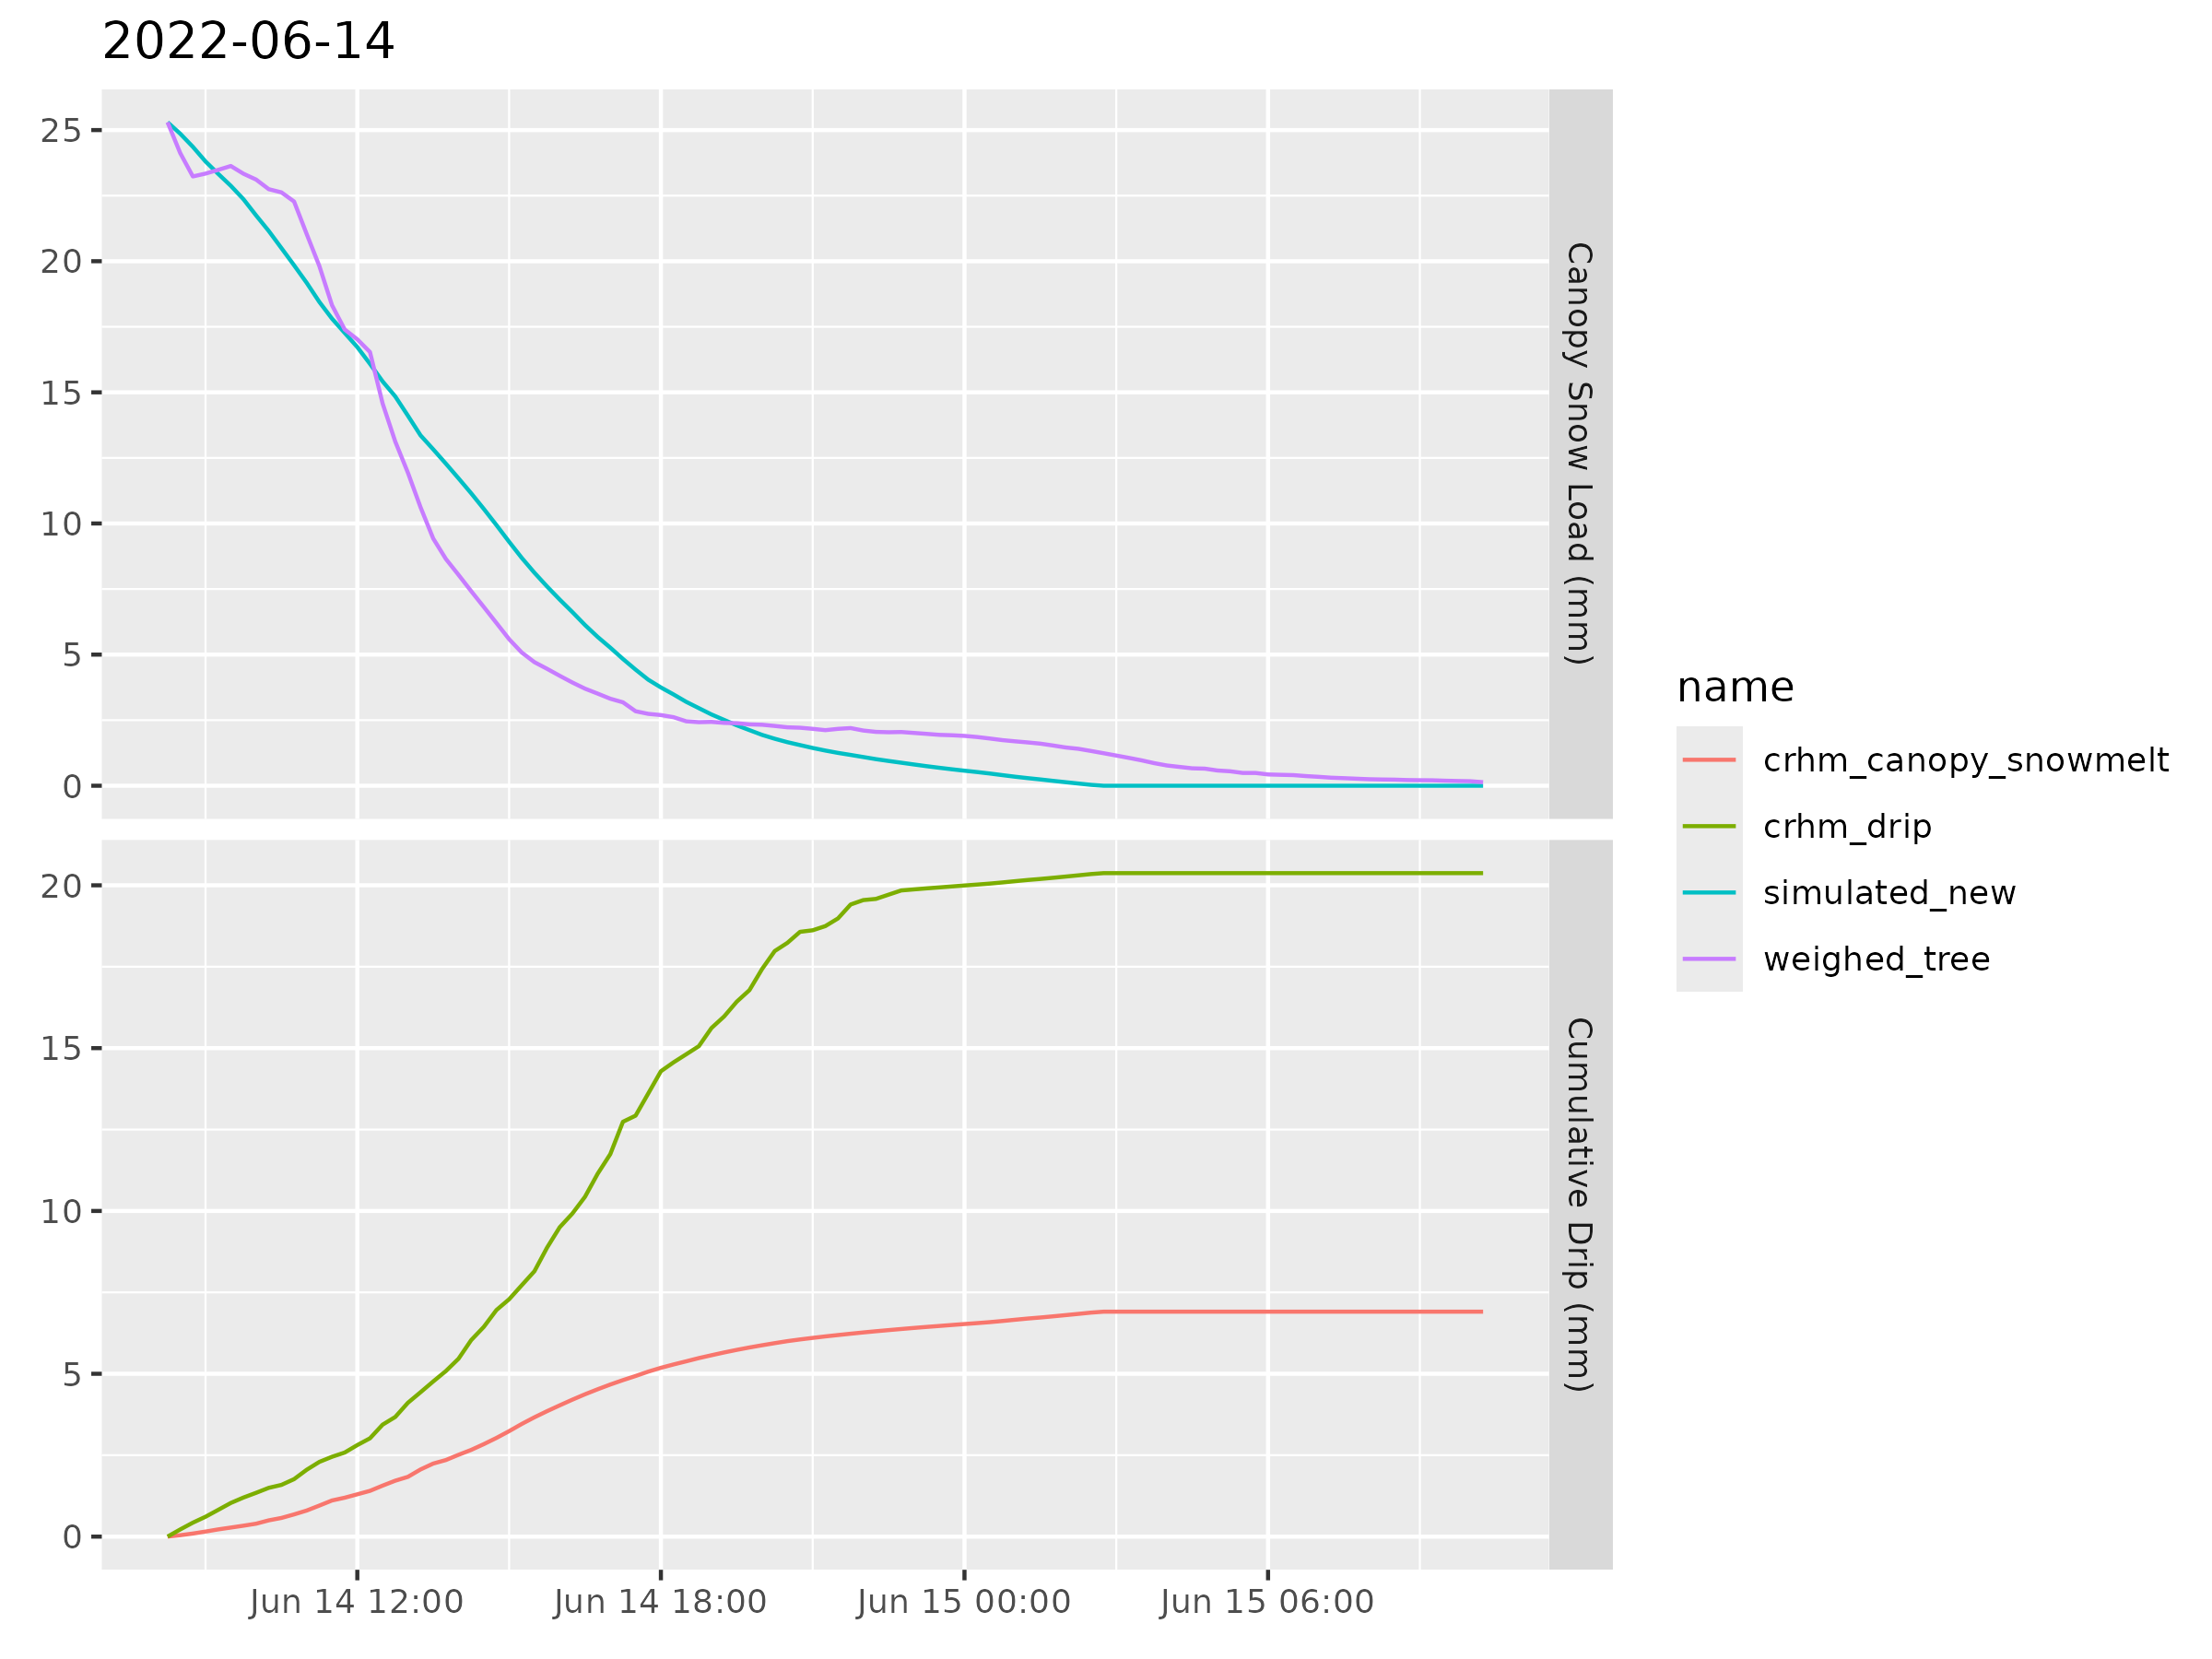 2022-06-14
25
20
15
10
5
0
Canopy Snow Load (mm)
20
15
10
5
0
Cumulative Drip (mm)
Jun 14 12:00
Jun 14 18:00
Jun 15 00:00
Jun 15 06:00
name
crhm_canopy_snowmelt
crhm_drip
simulated_new
weighed_tree